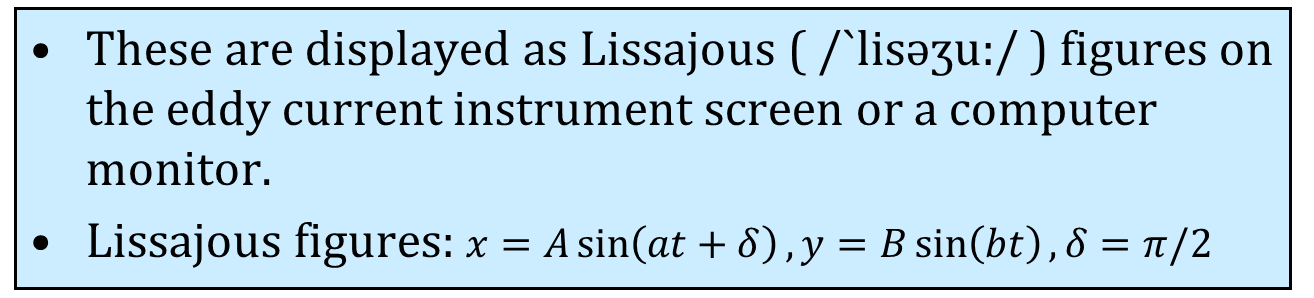 • These are displayed as Lissajous ( /`lisəʒu:/ ) figures on
the eddy current instrument screen or a computer
monitor.
• Lissajous figures: x = A sin(at + δ) , y = B sin(bt) , δ = π/2